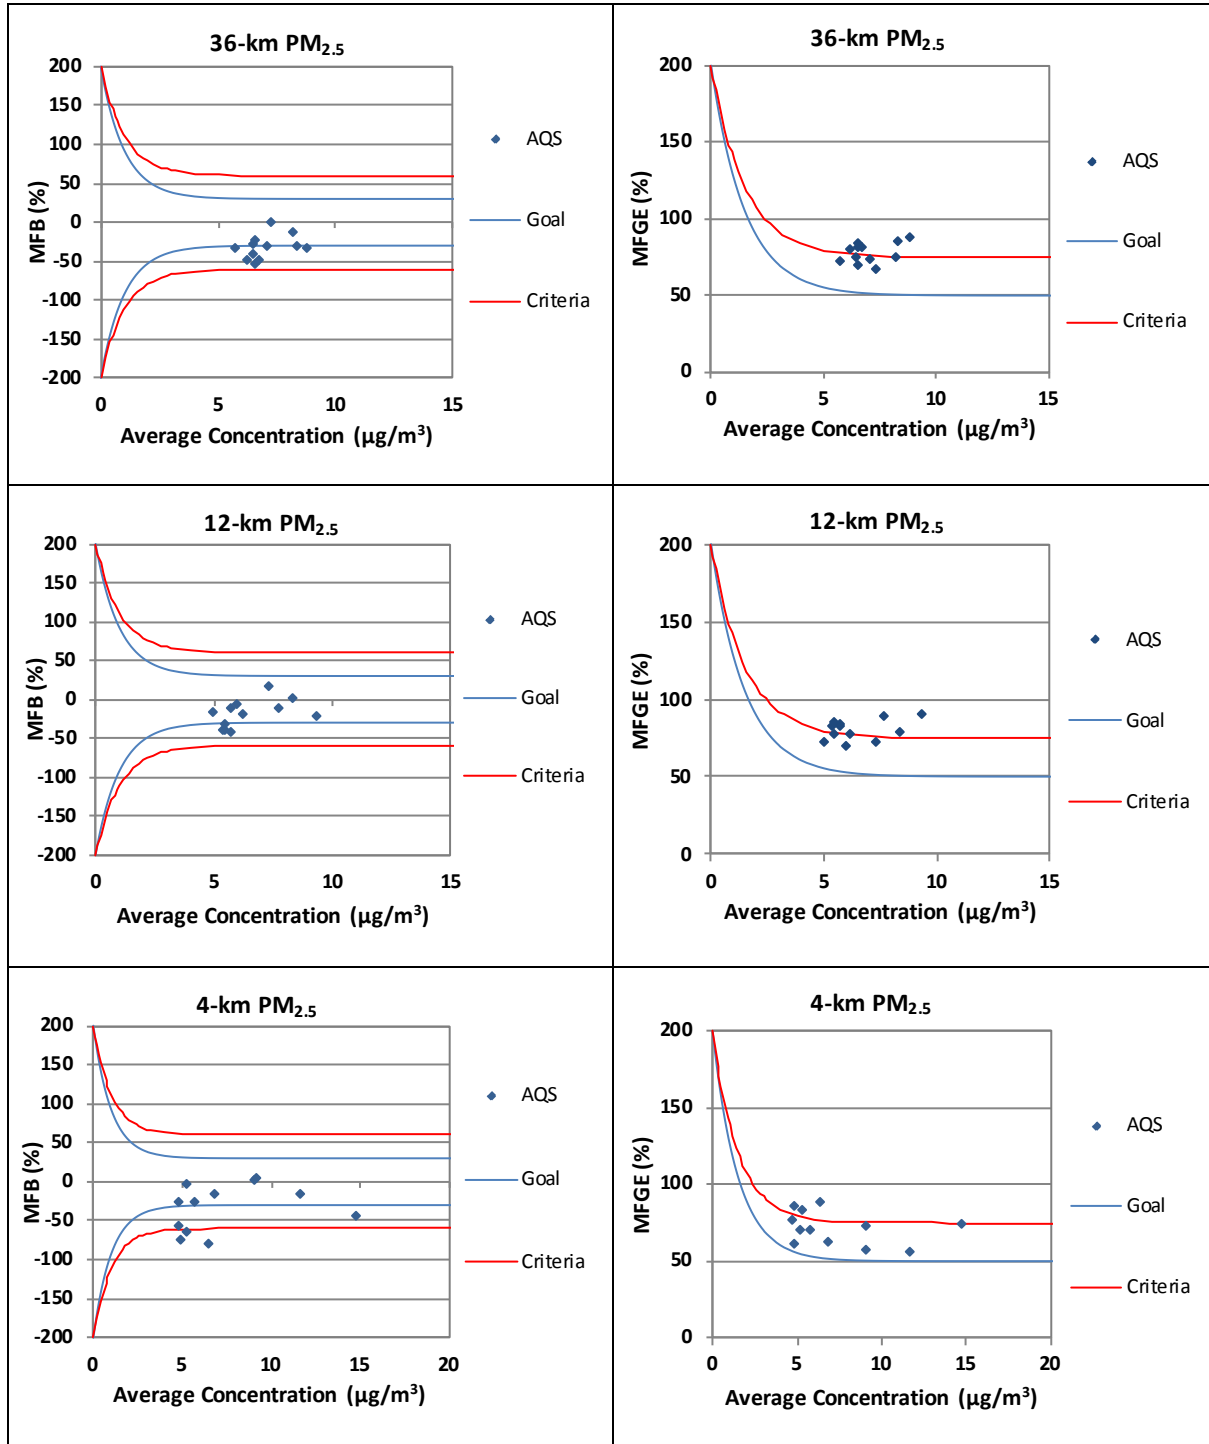 36-km PM2.5
MFB (%)
200
150
100
50
0
-50
-100
-150
-200
0 5 10 15
Average Concentration (µg/m³)
AQS
Goal
Criteria
36-km PM2.5
MFGE (%)
200
150
100
50
0
0 5 10 15
Average Concentration (µg/m³)
AQS
Goal
Criteria
12-km PM2.5
MFB (%)
200
150
100
50
0
-50
-100
-150
-200
0 5 10 15
Average Concentration (µg/m³)
AQS
Goal
Criteria
12-km PM2.5
MFGE (%)
200
150
100
50
0
0 5 10 15
Average Concentration (µg/m³)
AQS
Goal
Criteria
4-km PM2.5
MFB (%)
200
150
100
50
0
-50
-100
-150
-200
0 5 10 15 20
Average Concentration (µg/m³)
AQS
Goal
Criteria
4-km PM2.5
MFGE (%)
200
150
100
50
0
0 5 10 15 20
Average Concentration (µg/m³)
AQS
Goal
Criteria